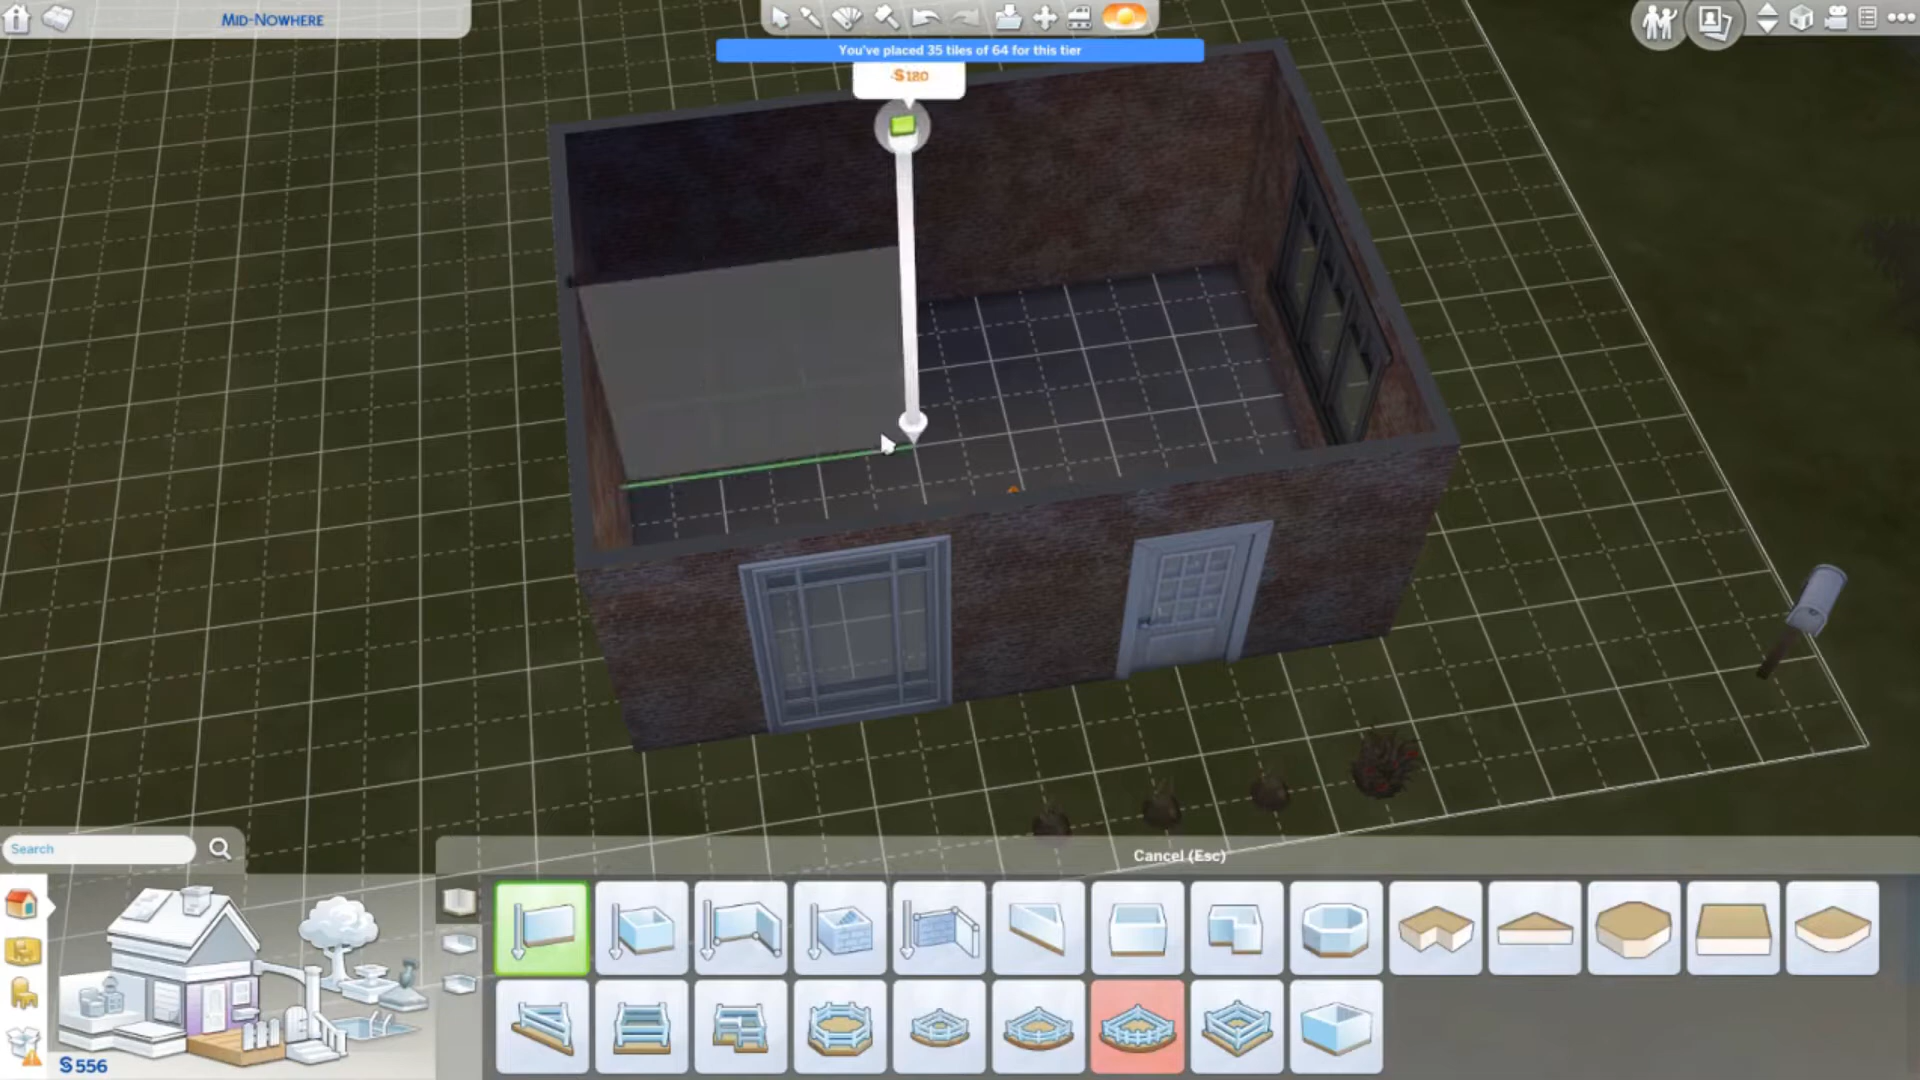 Mid-Nowhere
You've placed 35 tiles of 64 for this tier
-§180
Cancel (Esc)
Search
§556